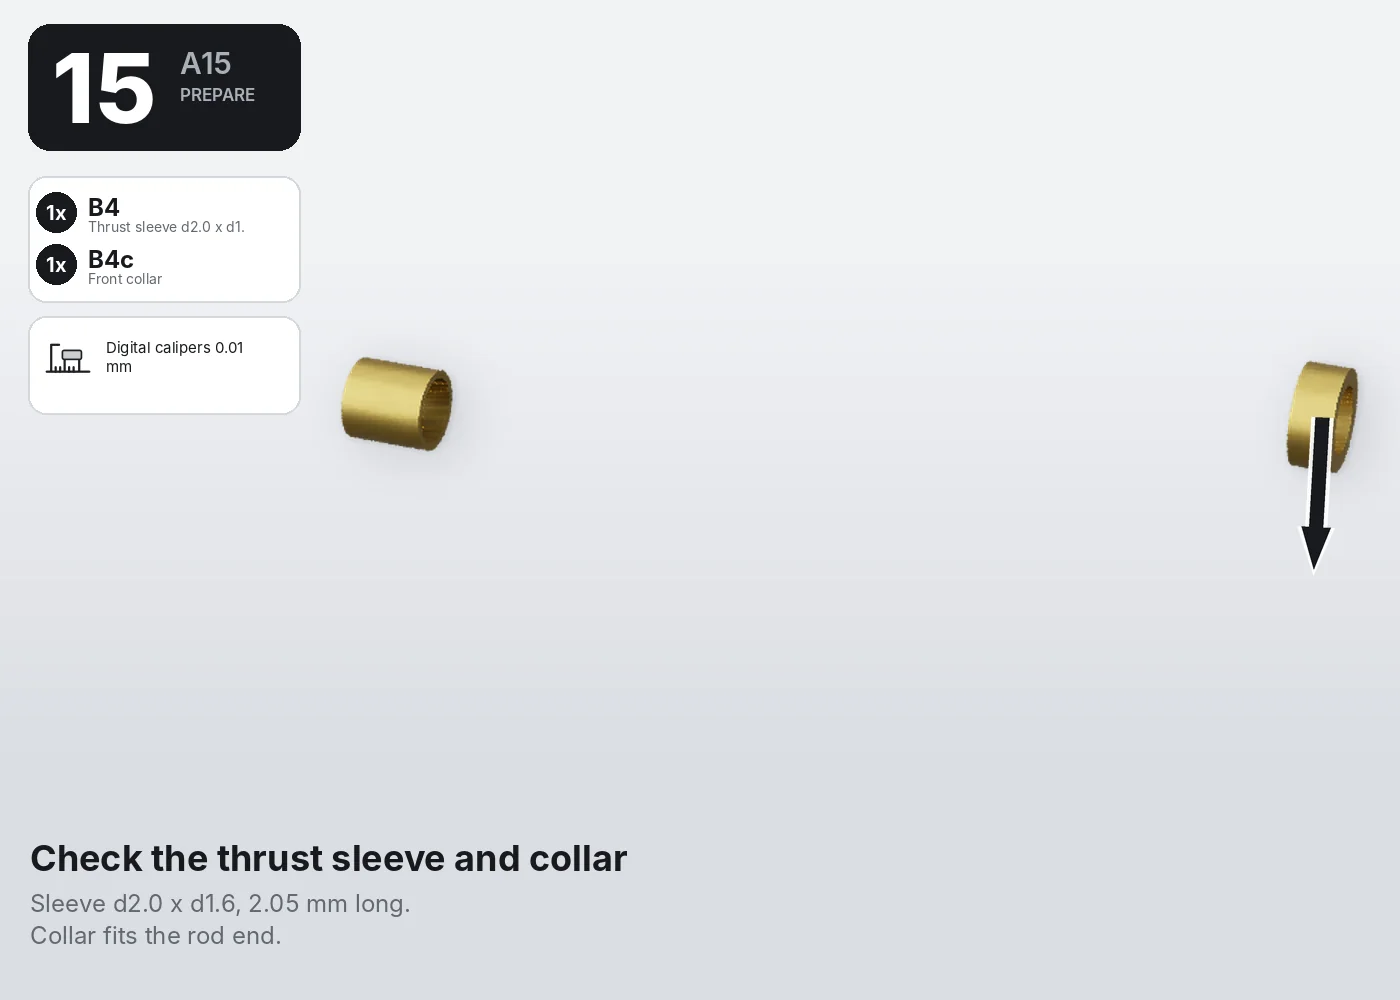 15
A15
PREPARE
1x
B4
Thrust sleeve d2.0 x d1.
1x
B4c
Front collar
Digital calipers 0.01
mm
Check the thrust sleeve and collar
Sleeve d2.0 x d1.6, 2.05 mm long.
Collar fits the rod end.